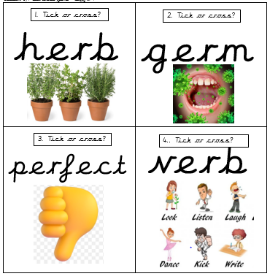 1. Tick or cross?
herb
2. Tick or cross?
germ
3. Tick or cross?
perfect
4. Tick or cross?
verb
Look Listen Laugh
Dance Kick Write